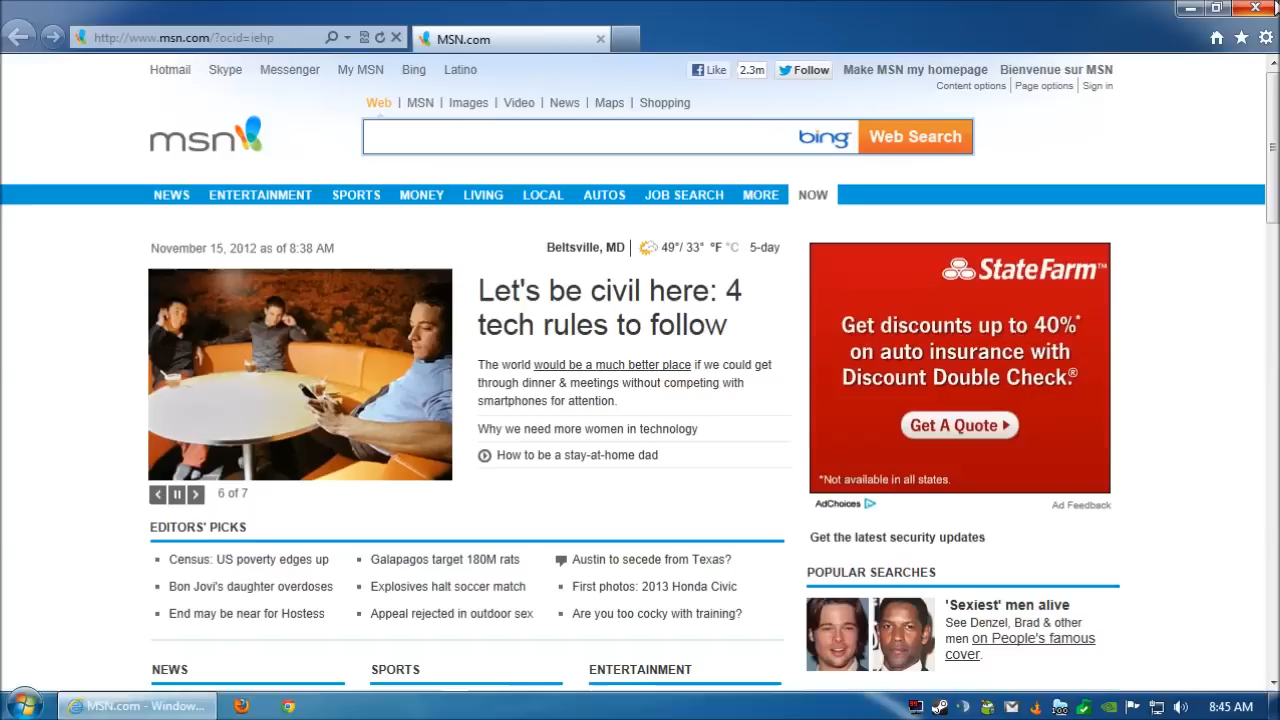 http://www.msn.com/?ocid=iehp
MSN.com
Hotmail Skype Messenger My MSN Bing Latino
Like 2.3m Follow Make MSN my homepage Bienvenue sur MSN
Content options Page options Sign in
Web | MSN | Images | Video | News | Maps | Shopping
msn
bing Web Search
NEWS ENTERTAINMENT SPORTS MONEY LIVING LOCAL AUTOS JOB SEARCH MORE NOW
November 15, 2012 as of 8:38 AM
Beltsville, MD 49°/ 33° °F °C 5-day
Let's be civil here: 4
tech rules to follow
The world would be a much better place if we could get
through dinner & meetings without competing with
smartphones for attention.
Why we need more women in technology
How to be a stay-at-home dad
6 of 7
StateFarm™
Get discounts up to 40%*
on auto insurance with
Discount Double Check.®
Get A Quote
*Not available in all states.
AdChoices
Ad Feedback
EDITORS' PICKS
Census: US poverty edges up
Bon Jovi's daughter overdoses
End may be near for Hostess
Galapagos target 180M rats
Explosives halt soccer match
Appeal rejected in outdoor sex
Austin to secede from Texas?
First photos: 2013 Honda Civic
Are you too cocky with training?
Get the latest security updates
POPULAR SEARCHES
'Sexiest' men alive
See Denzel, Brad & other
men on People's famous
cover.
NEWS SPORTS ENTERTAINMENT
MSN.com - Window...
8:45 AM